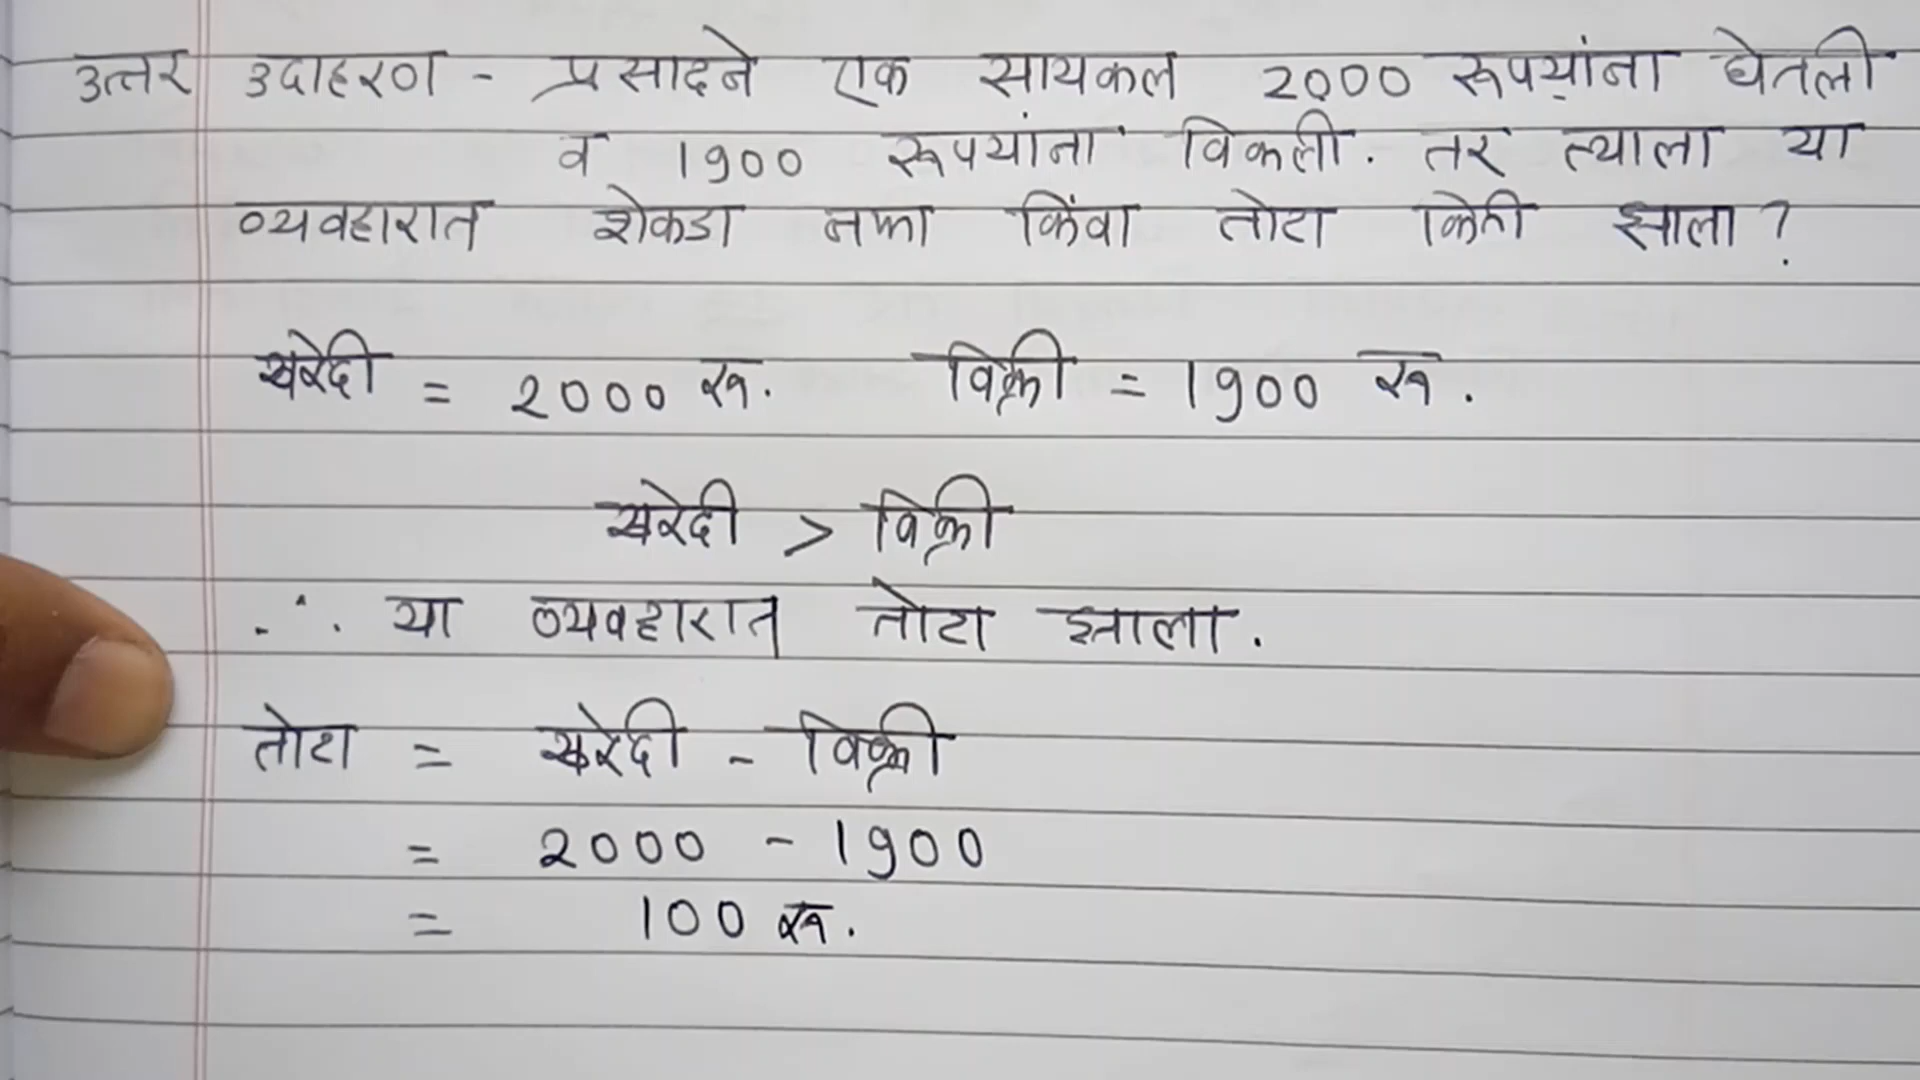 उत्तर उदाहरण - प्रसादने एक सायकल 2000 रूपयांना घेतली
व 1900 रूपयांना विकली. तर त्याला या
व्यवहारात शेकडा नफा किंवा तोटा किती झाला?
खरेदी = 2000 रू. विक्री = 1900 रू.
खरेदी > विक्री
∴ या व्यवहारात तोटा झाला.
तोटा = खरेदी - विक्री
= 2000 - 1900
= 100 रू.